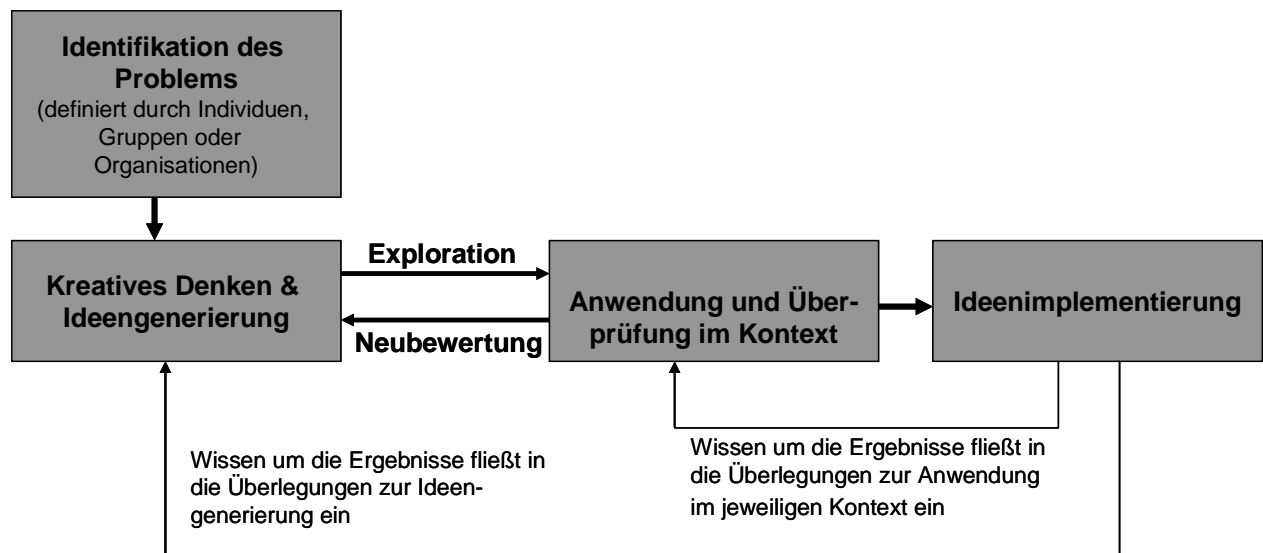 Identifikation des
Problems
(definiert durch Individuen,
Gruppen oder
Organisationen)
Kreatives Denken &
Ideengenerierung
Exploration
Neubewertung
Anwendung und Über-
prüfung im Kontext
Ideenimplementierung
Wissen um die Ergebnisse fließt in
die Überlegungen zur Ideen-
generierung ein
Wissen um die Ergebnisse fließt in
die Überlegungen zur Anwendung
im jeweiligen Kontext ein